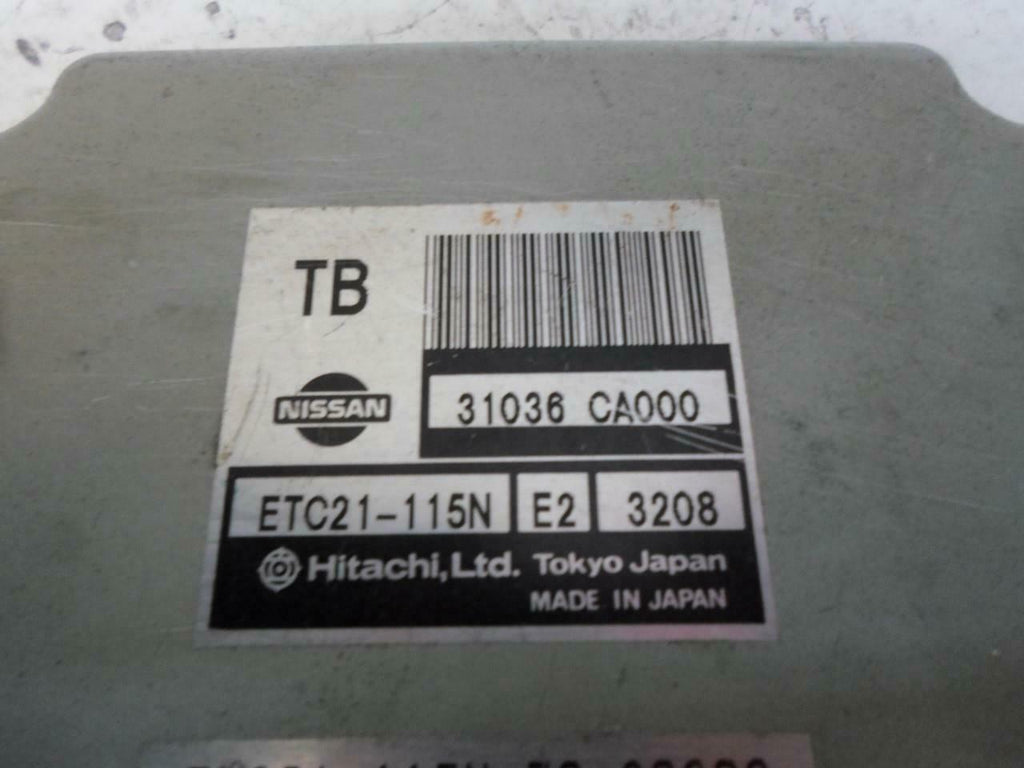 TB
NISSAN
31036 CA000
ETC21-115N E2 3208
Hitachi, Ltd. Tokyo Japan
MADE IN JAPAN